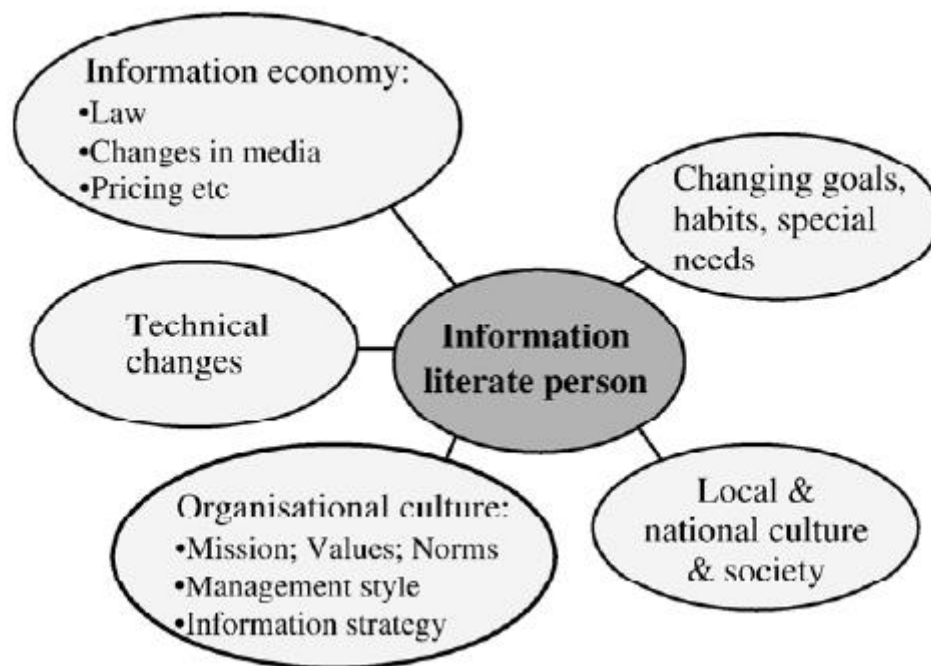 Information economy:
•Law
•Changes in media
•Pricing etc
Changing goals,
habits, special
needs
Technical
changes
Information
literate person
Organisational culture:
•Mission; Values; Norms
•Management style
•Information strategy
Local &
national culture
& society